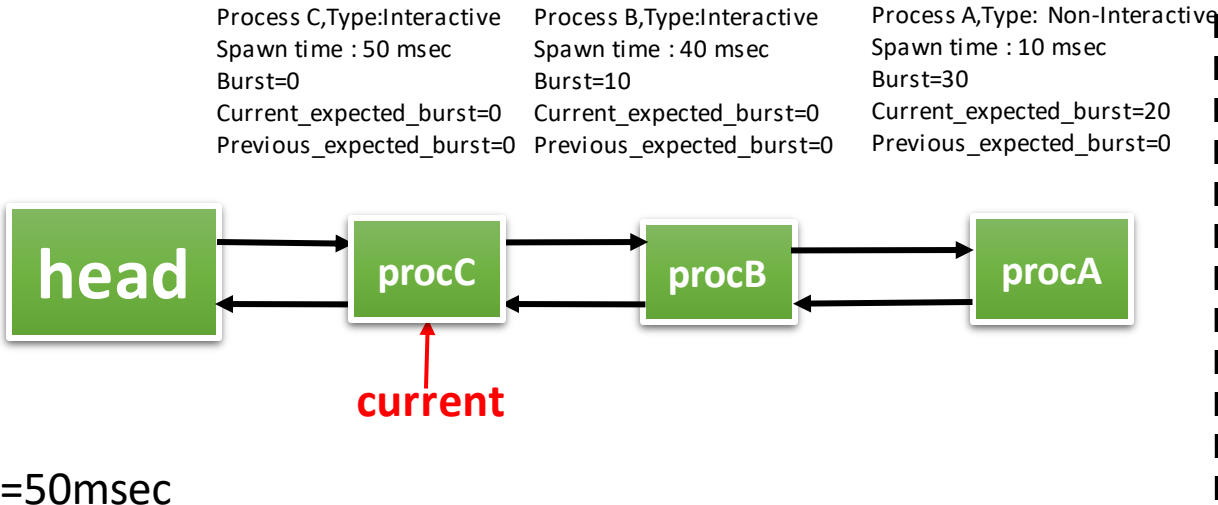 Process C,Type:Interactive
Spawn time : 50 msec
Burst=0
Current_expected_burst=0
Previous_expected_burst=0
Process B,Type:Interactive
Spawn time : 40 msec
Burst=10
Current_expected_burst=0
Previous_expected_burst=0
Process A,Type: Non-Interactive
Spawn time : 10 msec
Burst=30
Current_expected_burst=20
Previous_expected_burst=0
head
procC
procB
procA
current
=50msec